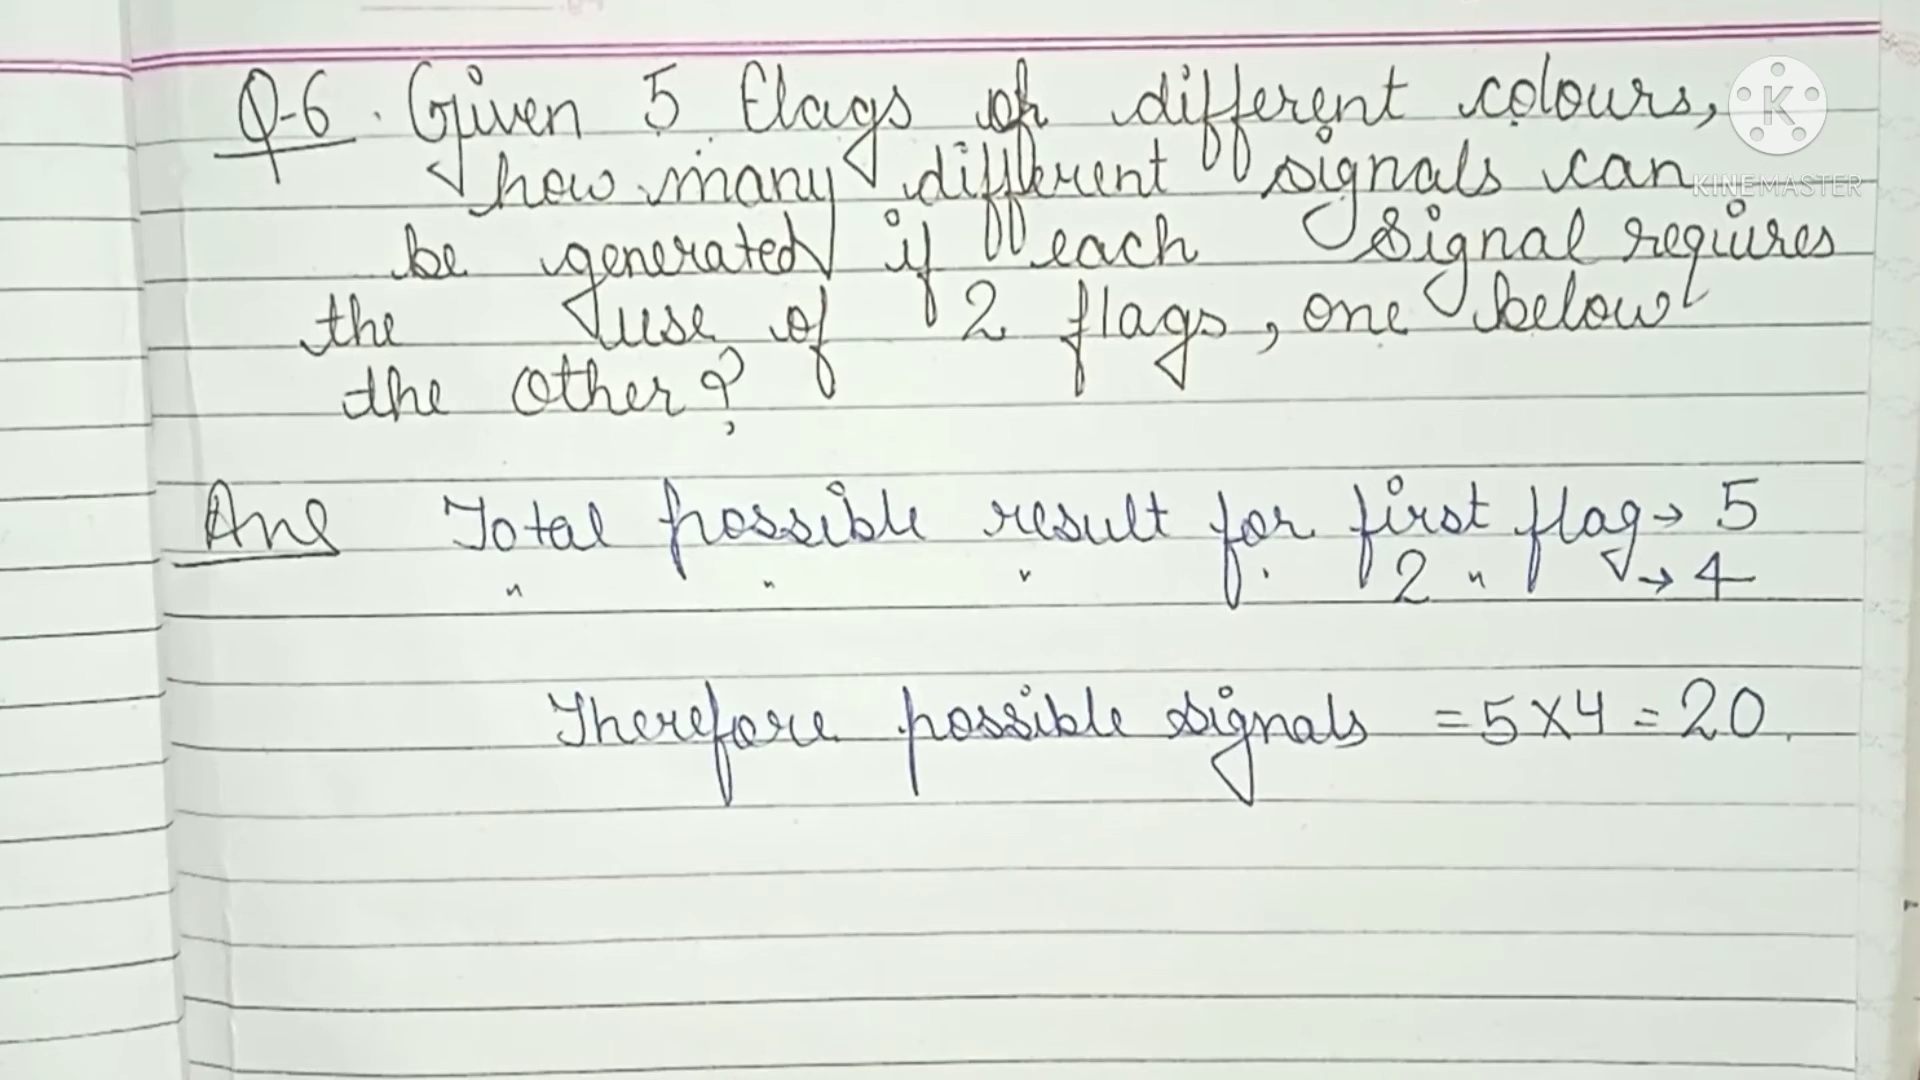 Q-6. Given 5 flags of different colours,
how many different signals can
be generated if each signal requires
the use of 2 flags, one below
the other?
Ans Total possible result for first flag → 5
" " " " 2 " → 4
Therefore possible signals = 5×4 = 20.
K
KINEMASTER